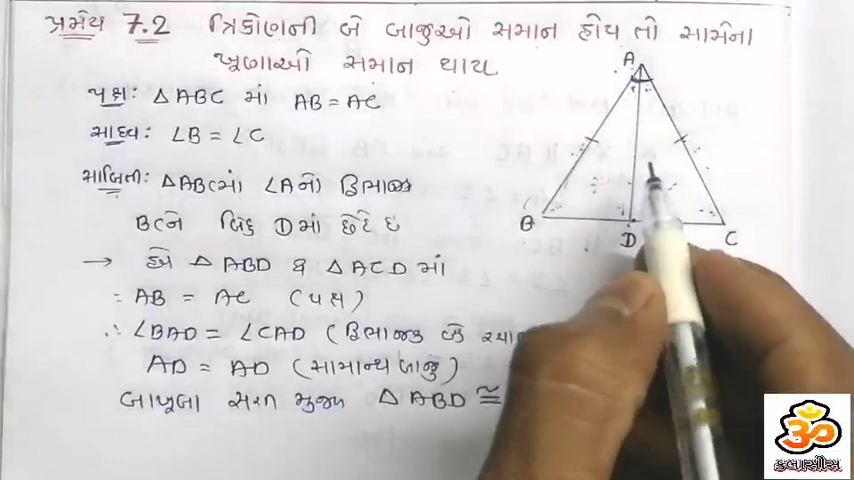 પ્રમેય 7.2 ત્રિકોણની બે બાજુઓ સમાન હોય તો સામેના
ખૂણાઓ સમાન થાય
પક્ષ: △ABC માં AB = AC
સાધ્ય: ∠B = ∠C
સાબિતી: △ABCમાં ∠Aનો દ્વિભાજક
BCને બિંદુ Dમાં છેદે છે
→ હવે △ABD & △ACD માં
AB = AC (પક્ષ)
∴ ∠BAD = ∠CAD (દ્વિભાજક છે
AD = AD (સામાન્ય બાજુ)
બાખૂબા શરત મુજબ △ABD ≅
A
B
D
C
ૐ